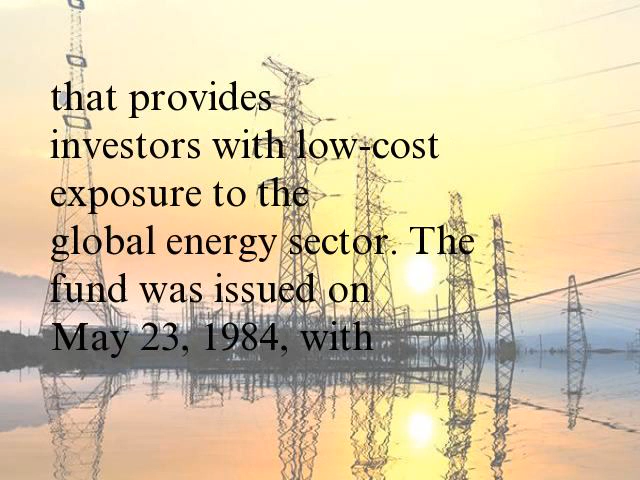 that provides
investors with low-cost
exposure to the
global energy sector. The
fund was issued on
May 23, 1984, with